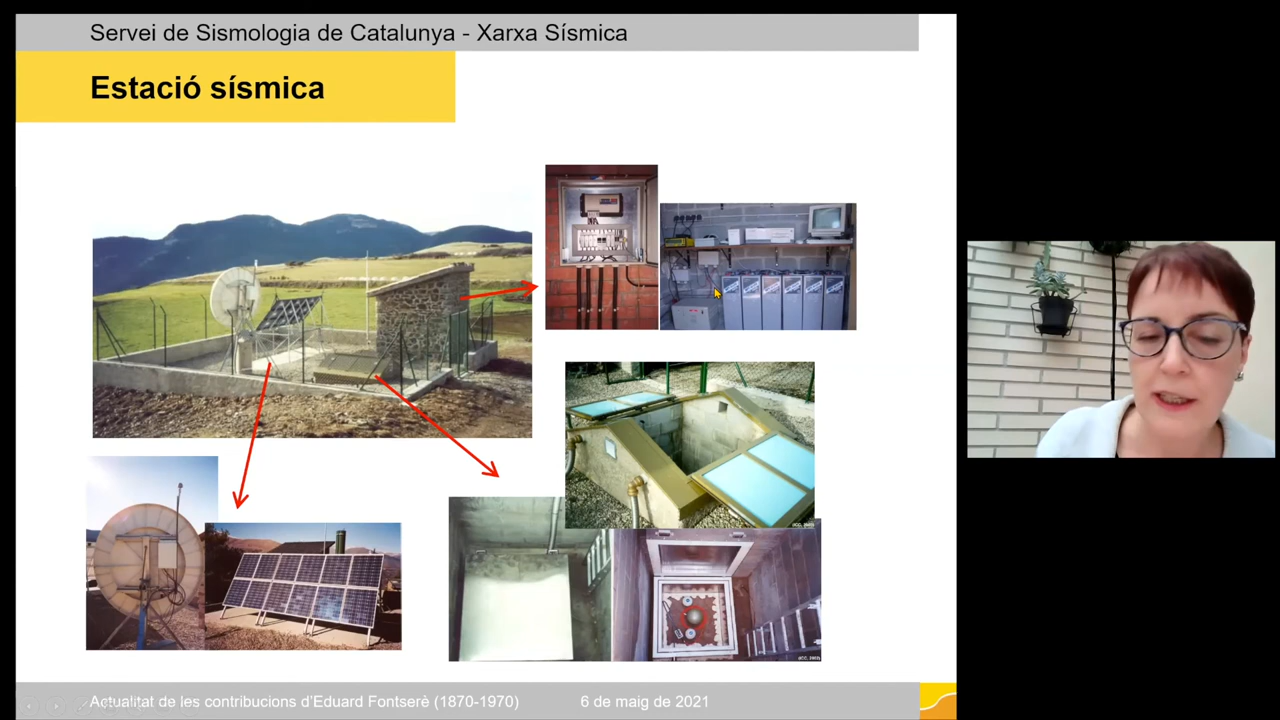 Servei de Sismologia de Catalunya - Xarxa Sísmica
Estació sísmica
Actualitat de les contribucions d'Eduard Fontserè (1870-1970)
6 de maig de 2021